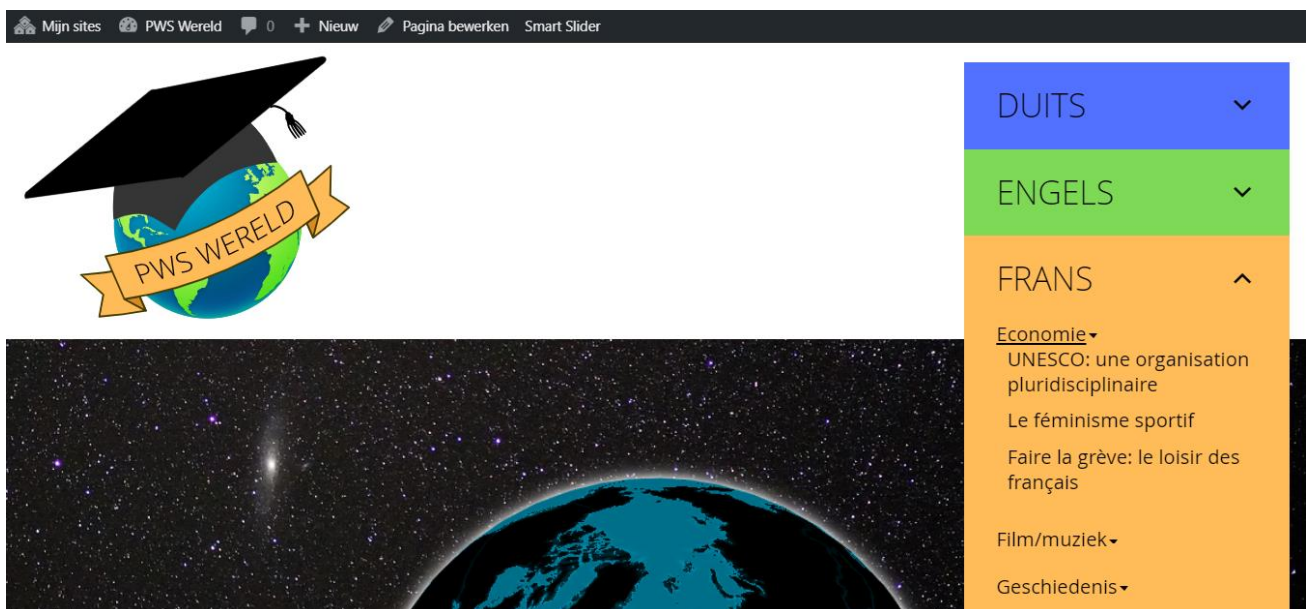 Mijn sites PWS Wereld 0 Nieuw Pagina bewerken Smart Slider
PWS WERELD
DUITS
ENGELS
FRANS
Economie
UNESCO: une organisation
pluridisciplinaire
Le féminisme sportif
Faire la grève: le loisir des
français
Film/muziek
Geschiedenis